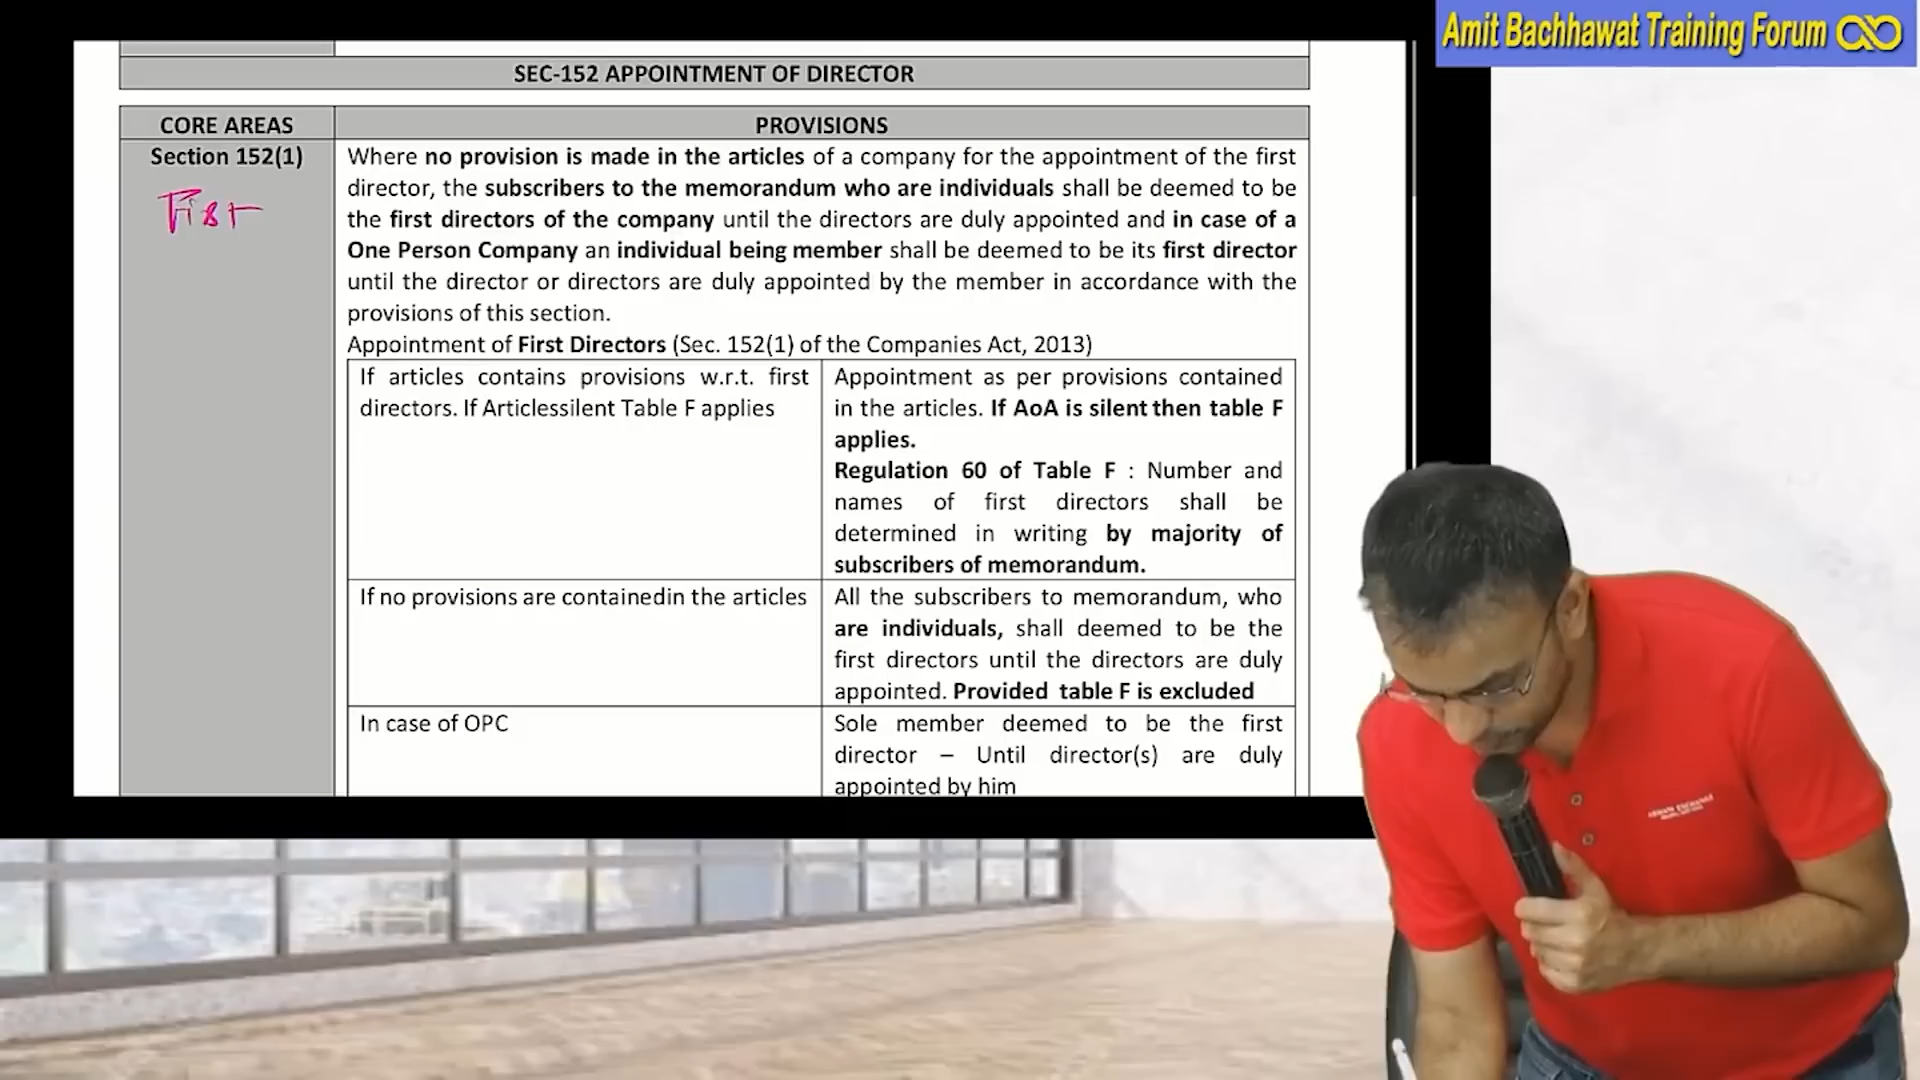 Amit Bachhawat Training Forum
SEC-152 APPOINTMENT OF DIRECTOR
CORE AREAS
PROVISIONS
Section 152(1)
First
Where no provision is made in the articles of a company for the appointment of the first
director, the subscribers to the memorandum who are individuals shall be deemed to be
the first directors of the company until the directors are duly appointed and in case of a
One Person Company an individual being member shall be deemed to be its first director
until the director or directors are duly appointed by the member in accordance with the
provisions of this section.
Appointment of First Directors (Sec. 152(1) of the Companies Act, 2013)
If articles contains provisions w.r.t. first
directors. If Articlessilent Table F applies
Appointment as per provisions contained
in the articles. If AoA is silent then table F
applies.
Regulation 60 of Table F : Number and
names of first directors shall be
determined in writing by majority of
subscribers of memorandum.
If no provisions are containedin the articles
All the subscribers to memorandum, who
are individuals, shall deemed to be the
first directors until the directors are duly
appointed. Provided table F is excluded
In case of OPC
Sole member deemed to be the first
director – Until director(s) are duly
appointed by him